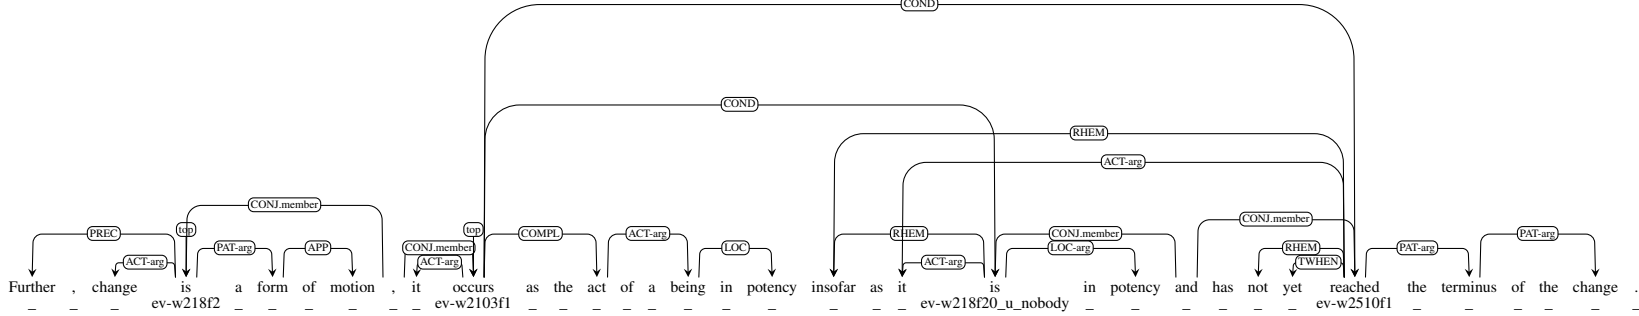 COND
COND
RHEM
ACT-arg
CONJ.member
CONJ.member
PREC top PAT-arg APP CONJ.member top COMPL ACT-arg LOC RHEM CONJ.member LOC-arg RHEM PAT-arg PAT-arg
ACT-arg ACT-arg ACT-arg TWHEN
Further , change is a form of motion , it occurs as the act of a being in potency insofar as it is in potency and has not yet reached the terminus of the change .
_ _ _ ev-w218f2 _ _ _ _ _ _ ev-w2103f1 _ _ _ _ _ _ _ _ _ _ _ ev-w218f20_u_nobody _ _ _ _ _ _ ev-w2510f1 _ _ _ _ _ _